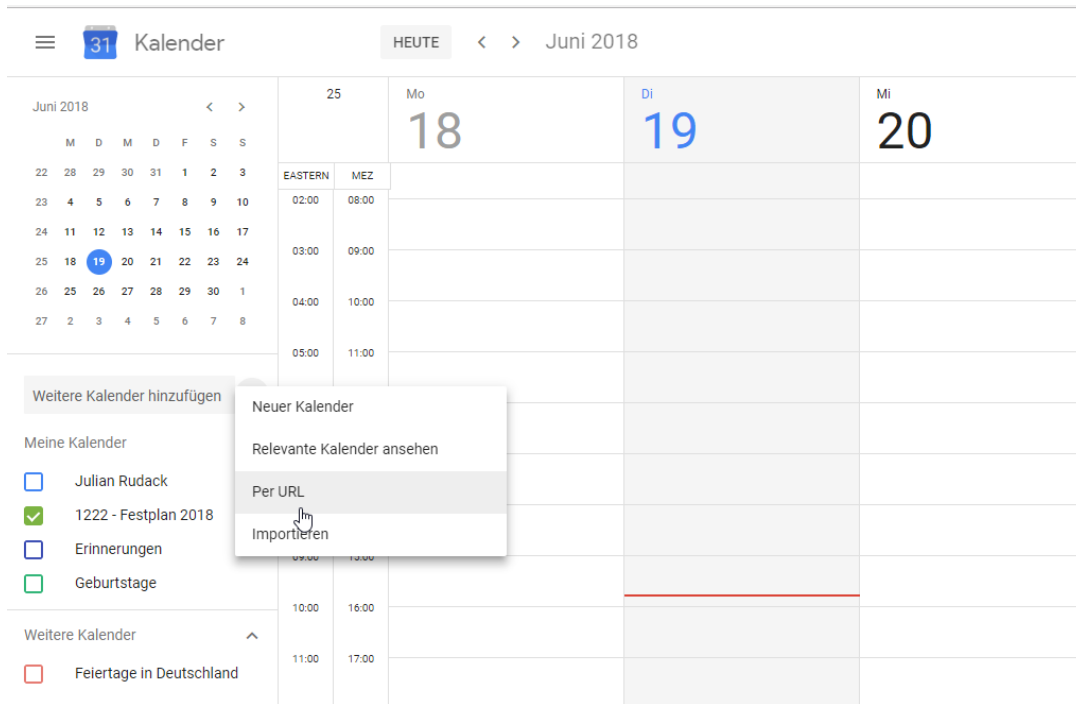 31 Kalender HEUTE Juni 2018
Juni 2018
M D M D F S S
22 28 29 30 31 1 2 3
23 4 5 6 7 8 9 10
24 11 12 13 14 15 16 17
25 18 19 20 21 22 23 24
26 25 26 27 28 29 30 1
27 2 3 4 5 6 7 8
Weitere Kalender hinzufügen
Meine Kalender
Julian Rudack
1222 - Festplan 2018
Erinnerungen
Geburtstage
Weitere Kalender
Feiertage in Deutschland
Neuer Kalender
Relevante Kalender ansehen
Per URL
Importieren
25 Mo Di Mi
18 19 20
EASTERN MEZ
02:00 08:00
03:00 09:00
04:00 10:00
05:00 11:00
09:00 15:00
10:00 16:00
11:00 17:00